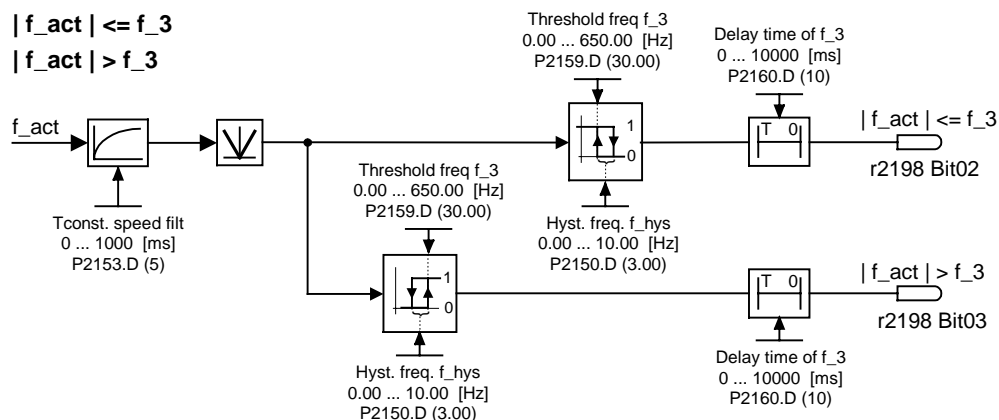 | f_act | <= f_3
| f_act | > f_3
Threshold freq f_3
0.00 ... 650.00 [Hz]
P2159.D (30.00)
Delay time of f_3
0 ... 10000 [ms]
P2160.D (10)
f_act
1
0
T 0
| f_act | <= f_3
r2198 Bit02
Tconst. speed filt
0 ... 1000 [ms]
P2153.D (5)
Threshold freq f_3
0.00 ... 650.00 [Hz]
P2159.D (30.00)
Hyst. freq. f_hys
0.00 ... 10.00 [Hz]
P2150.D (3.00)
1
0
T 0
| f_act | > f_3
r2198 Bit03
Hyst. freq. f_hys
0.00 ... 10.00 [Hz]
P2150.D (3.00)
Delay time of f_3
0 ... 10000 [ms]
P2160.D (10)